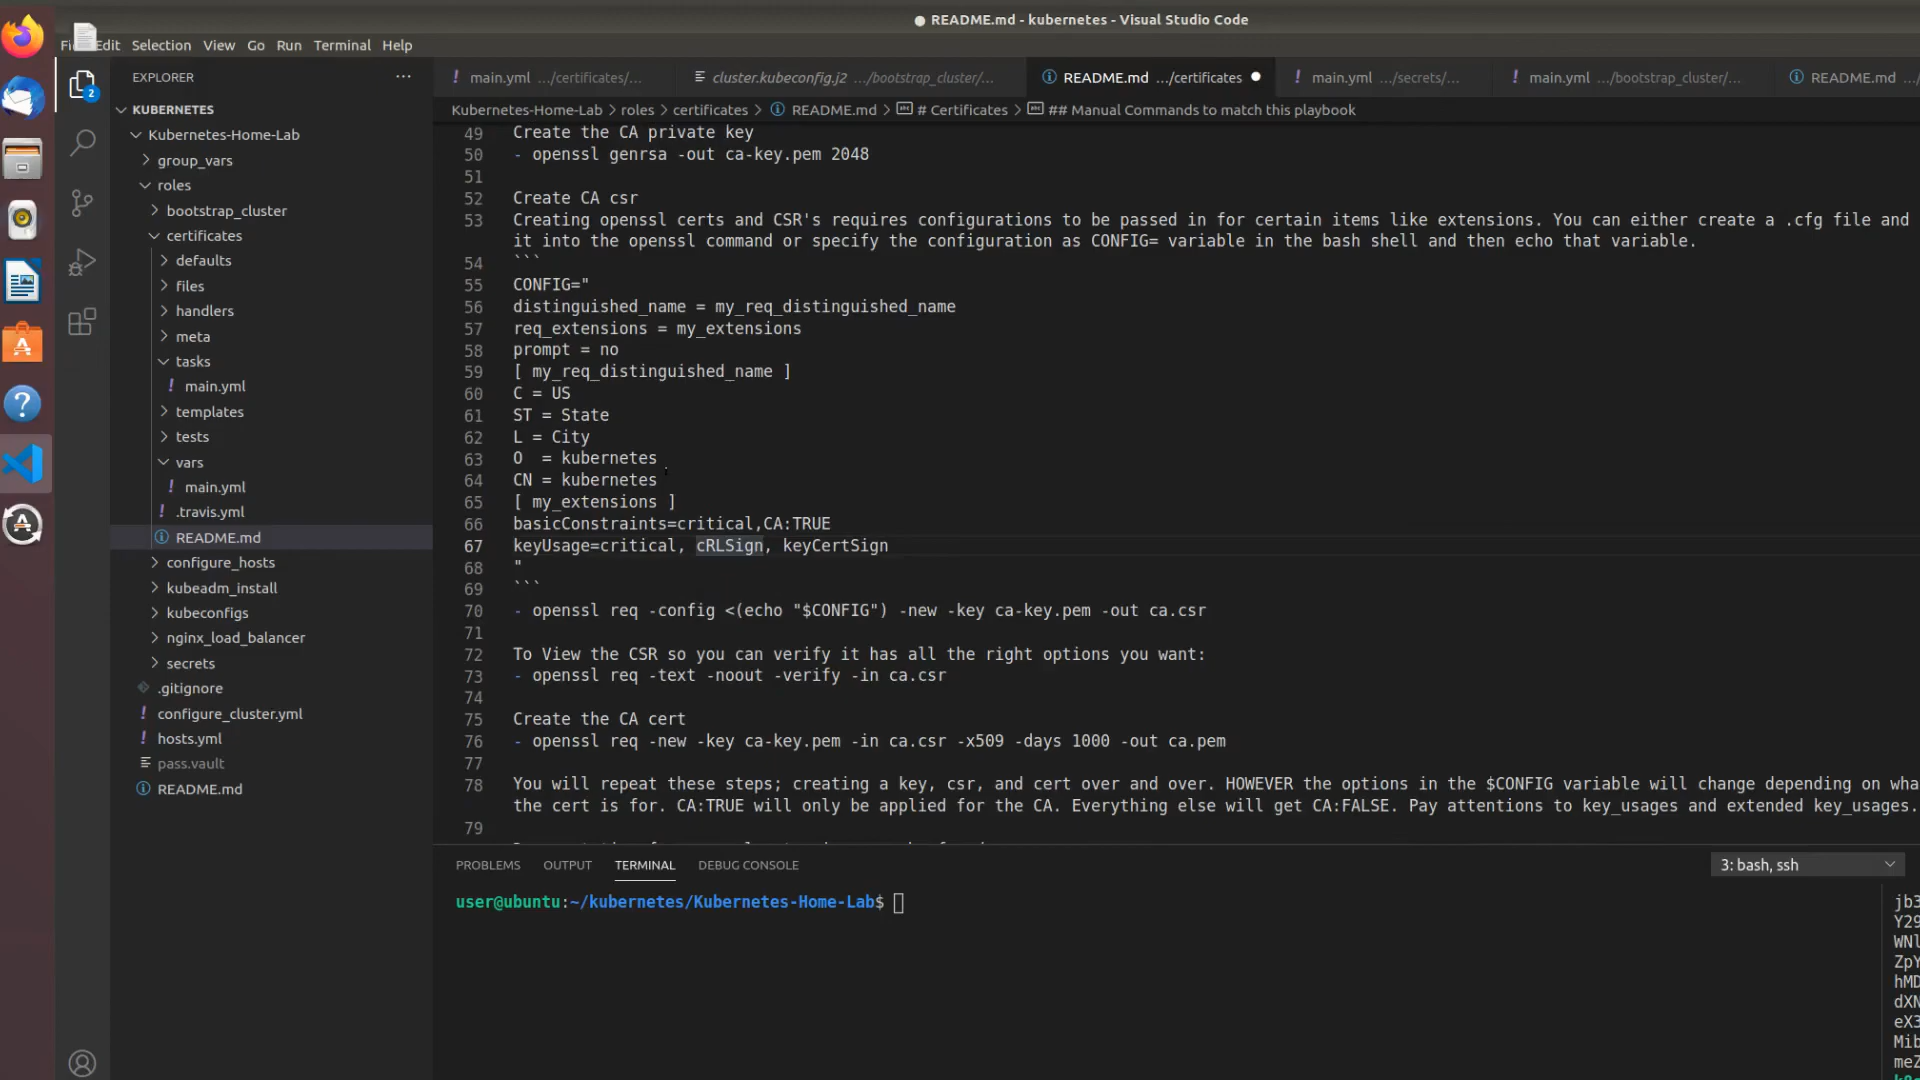 README.md - kubernetes - Visual Studio Code
Edit Selection View Go Run Terminal Help
EXPLORER
main.yml .../certificates/...
cluster.kubeconfig.j2 .../bootstrap_cluster/...
README.md .../certificates
main.yml .../secrets/...
main.yml .../bootstrap_cluster/...
README.md
2
Kubernetes-Home-Lab > roles > certificates > README.md > # Certificates > ## Manual Commands to match this playbook
KUBERNETES
Kubernetes-Home-Lab
group_vars
roles
bootstrap_cluster
certificates
defaults
files
handlers
meta
tasks
main.yml
templates
tests
vars
main.yml
.travis.yml
README.md
configure_hosts
kubeadm_install
kubeconfigs
nginx_load_balancer
secrets
.gitignore
configure_cluster.yml
hosts.yml
pass.vault
README.md
49 Create the CA private key
50 - openssl genrsa -out ca-key.pem 2048
51
52 Create CA csr
53 Creating openssl certs and CSR's requires configurations to be passed in for certain items like extensions. You can either create a .cfg file and
it into the openssl command or specify the configuration as CONFIG= variable in the bash shell and then echo that variable.
54 ```
55 CONFIG="
56 distinguished_name = my_req_distinguished_name
57 req_extensions = my_extensions
58 prompt = no
59 [ my_req_distinguished_name ]
60 C = US
61 ST = State
62 L = City
63 O  = kubernetes
64 CN = kubernetes
65 [ my_extensions ]
66 basicConstraints=critical,CA:TRUE
67 keyUsage=critical, cRLSign, keyCertSign
68 "
69 ```
70 - openssl req -config <(echo "$CONFIG") -new -key ca-key.pem -out ca.csr
71
72 To View the CSR so you can verify it has all the right options you want:
73 - openssl req -text -noout -verify -in ca.csr
74
75 Create the CA cert
76 - openssl req -new -key ca-key.pem -in ca.csr -x509 -days 1000 -out ca.pem
77
78 You will repeat these steps; creating a key, csr, and cert over and over. HOWEVER the options in the $CONFIG variable will change depending on wha
the cert is for. CA:TRUE will only be applied for the CA. Everything else will get CA:FALSE. Pay attentions to key_usages and extended key_usages.
79
PROBLEMS OUTPUT TERMINAL DEBUG CONSOLE
3: bash, ssh
user@ubuntu:~/kubernetes/Kubernetes-Home-Lab$
jb3
Y29
WNl
ZpY
hMD
dXN
eX3
Mib
meZ